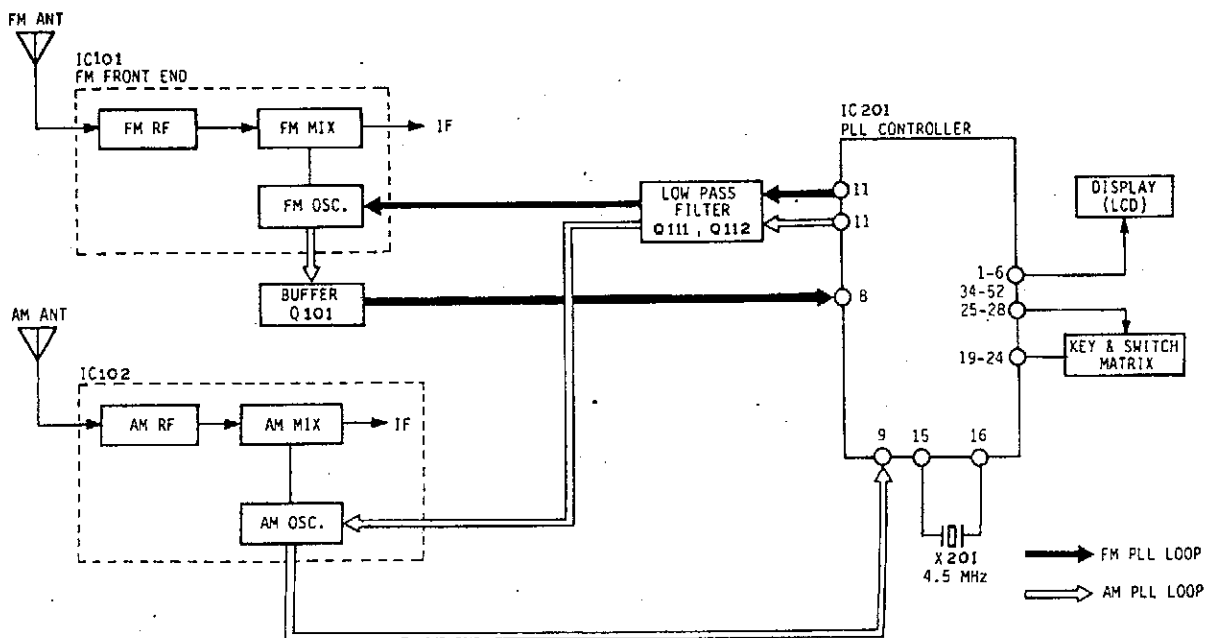 FM ANT
IC101
FM FRONT END
FM RF
FM MIX
IF
FM OSC.
BUFFER
Q101
LOW PASS
FILTER
Q111, Q112
IC201
PLL CONTROLLER
11
11
8
DISPLAY
(LCD)
1-6
34-52
25-28
19-24
KEY & SWITCH
MATRIX
AM ANT
IC102
AM RF
AM MIX
IF
AM OSC.
9
15
16
X201
4.5 MHz
FM PLL LOOP
AM PLL LOOP